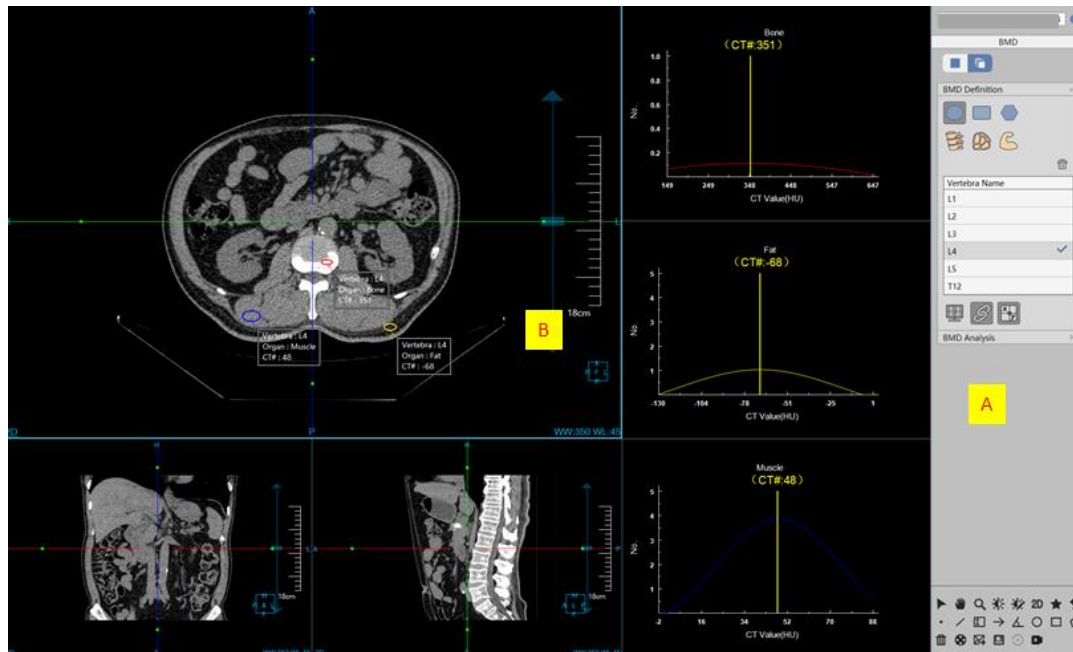 A
L
Vertebra : L4
Organ : Bone
CT# : 351
Vertebra : L4
Organ : Muscle
CT# : 48
Vertebra : L4
Organ : Fat
CT# : -68
18cm
B
P
WW:350 WL:45
Bone
(CT#:351)
No.
1.0
0.8
0.6
0.4
0.2
149 249 348 448 547 647
CT Value(HU)
Fat
(CT#:-68)
No.
5
4
3
2
1
-130 -104 -78 -51 -25 1
CT Value(HU)
Muscle
(CT#:48)
No.
5
4
3
2
1
-2 16 34 52 70 88
CT Value(HU)
H
L
18cm
H
A
P
18cm
BMD
BMD Definition
Vertebra Name
L1
L2
L3
L4
L5
T12
BMD Analysis
A
2D